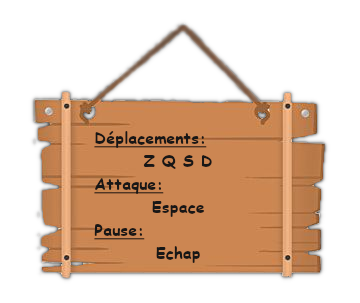 Déplacements:
Z Q S D
Attaque:
Espace
Pause:
Echap